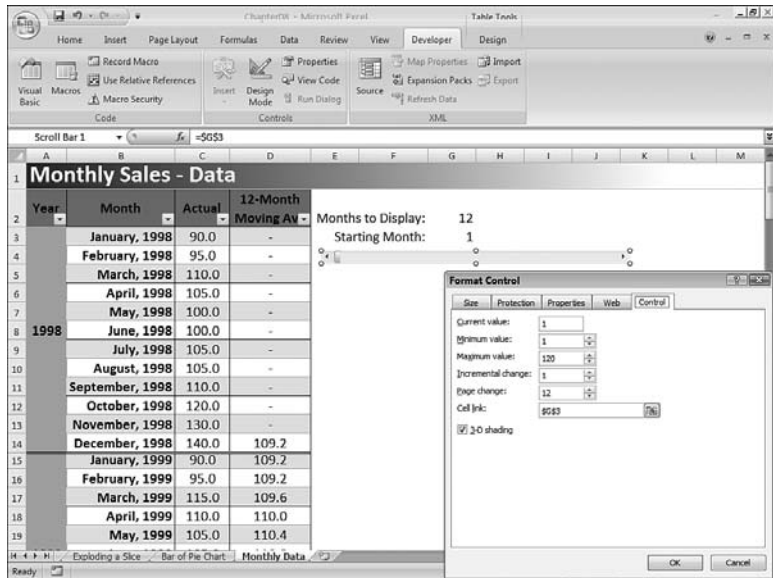 Chapter08 - Microsoft Excel
Table Tools
Home Insert Page Layout Formulas Data Review View Developer Design
Visual Basic
Macros
Record Macro
Use Relative References
Macro Security
Code
Insert
Design Mode
Properties
View Code
Run Dialog
Controls
Source
Map Properties
Expansion Packs
Refresh Data
Import
Export
XML
Scroll Bar 1
fx =$G$3
A B C D E F G H I J K L M
1 Monthly Sales - Data
2 Year Month Actual 12-Month Moving Av Months to Display: 12
3 January, 1998 90.0 - Starting Month: 1
4 February, 1998 95.0 -
5 March, 1998 110.0 -
6 April, 1998 105.0 -
7 May, 1998 100.0 -
8 1998 June, 1998 100.0 -
9 July, 1998 105.0 -
10 August, 1998 105.0 -
11 September, 1998 110.0 -
12 October, 1998 120.0 -
13 November, 1998 130.0 -
14 December, 1998 140.0 109.2
15 January, 1999 90.0 109.2
16 February, 1999 95.0 109.2
17 March, 1999 115.0 109.6
18 April, 1999 110.0 110.0
19 May, 1999 105.0 110.4
Format Control
Size Protection Properties Web Control
Current value: 1
Minimum value: 1
Maximum value: 120
Incremental change: 1
Page change: 12
Cell link: $G$3
3-D shading
OK Cancel
Exploding a Slice Bar of Pie Chart Monthly Data
Ready